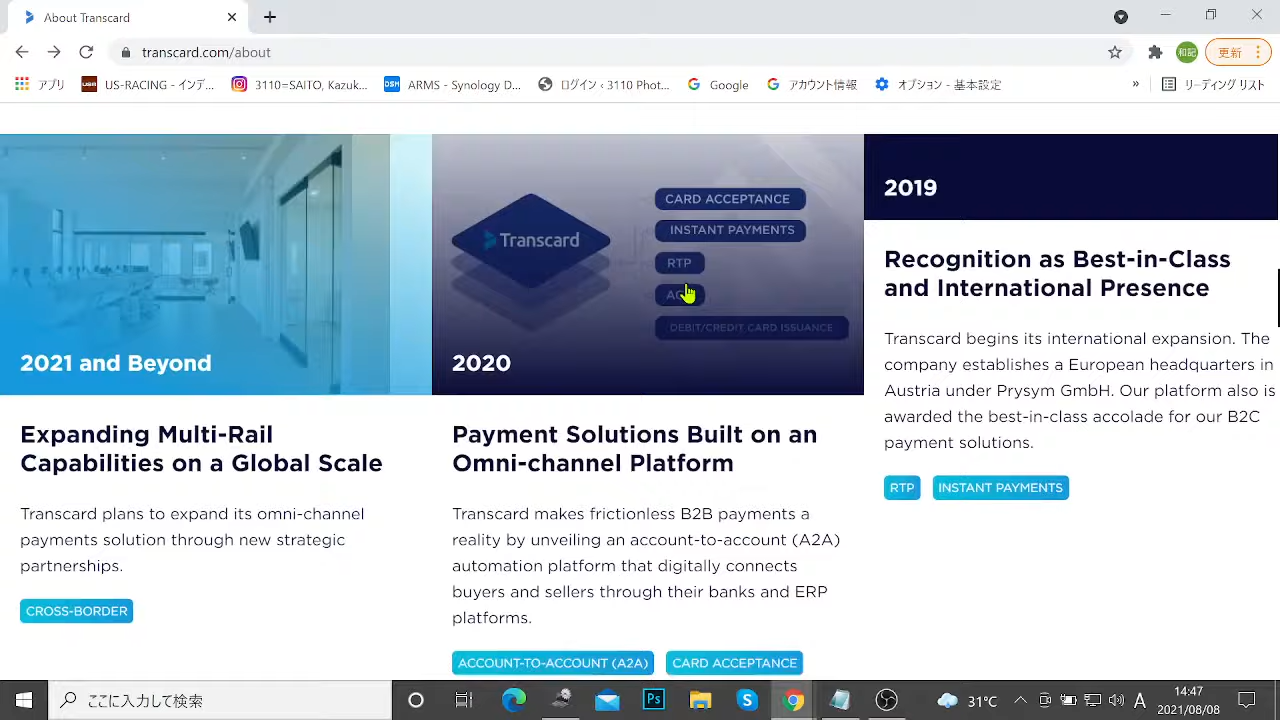 About Transcard
transcard.com/about
和記
更新
アプリ
US-RACING - インデ...
3110=SAITO, Kazuk...
DSM
ARMS - Synology D...
ログイン - 3110 Phot...
Google
アカウント情報
オプション - 基本設定
»
リーディング リスト
2021 and Beyond
Expanding Multi-Rail
Capabilities on a Global Scale
Transcard plans to expand its omni-channel
payments solution through new strategic
partnerships.
CROSS-BORDER
Transcard
CARD ACCEPTANCE
INSTANT PAYMENTS
RTP
DEBIT/CREDIT CARD ISSUANCE
2020
Payment Solutions Built on an
Omni-channel Platform
Transcard makes frictionless B2B payments a
reality by unveiling an account-to-account (A2A)
automation platform that digitally connects
buyers and sellers through their banks and ERP
platforms.
ACCOUNT-TO-ACCOUNT (A2A)
CARD ACCEPTANCE
2019
Recognition as Best-in-Class
and International Presence
Transcard begins its international expansion. The
company establishes a European headquarters in
Austria under Prysym GmbH. Our platform also is
awarded the best-in-class accolade for our B2C
payment solutions.
RTP
INSTANT PAYMENTS
ここに入力して検索
Ps
31°C
A
14:47
2021/08/08